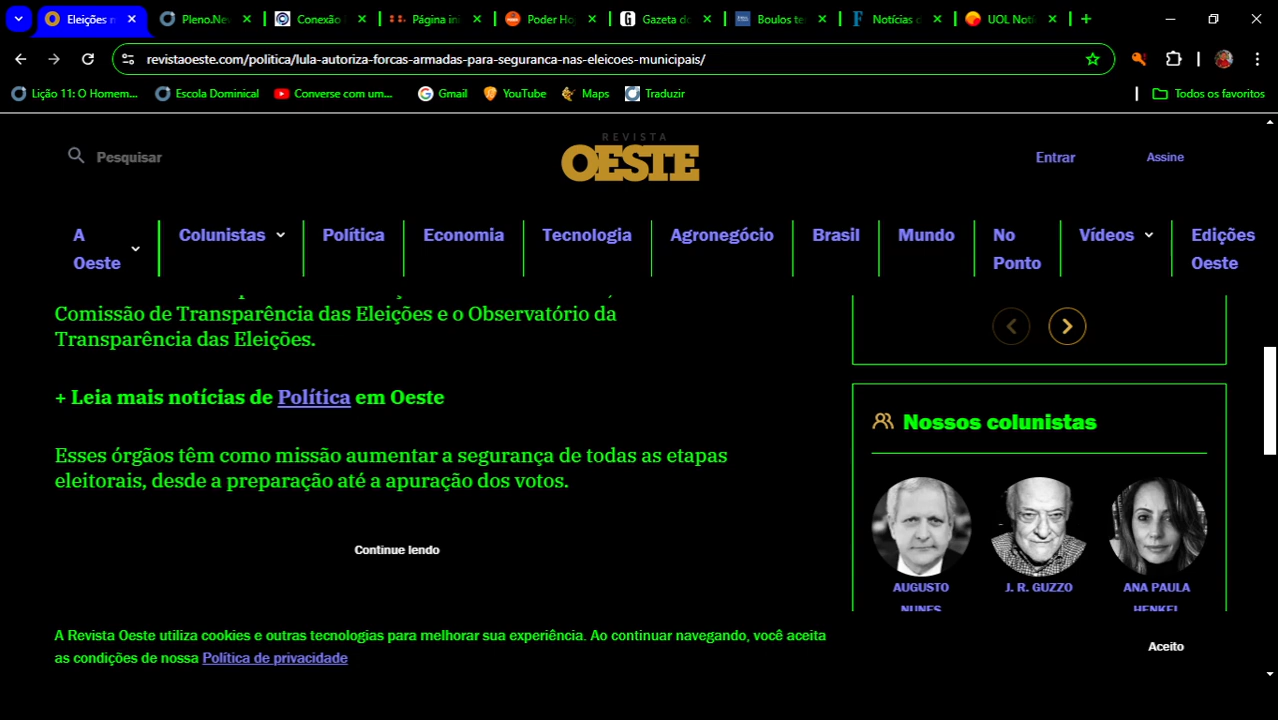 Eleições n
Pleno.Ne
Conexão
Página ini
Poder Ho
Gazeta do
Boulos te
Notícias d
UOL Notí
revistaoeste.com/politica/lula-autoriza-forcas-armadas-para-seguranca-nas-eleicoes-municipais/
Lição 11: O Homem...
Escola Dominical
Converse com um...
Gmail
YouTube
Maps
Traduzir
Todos os favoritos
Pesquisar
REVISTA
OESTE
Entrar
Assine
A Oeste
Colunistas
Política
Economia
Tecnologia
Agronegócio
Brasil
Mundo
No Ponto
Vídeos
Edições Oeste
Comissão de Transparência das Eleições e o Observatório da
Transparência das Eleições.
+ Leia mais notícias de Política em Oeste
Esses órgãos têm como missão aumentar a segurança de todas as etapas
eleitorais, desde a preparação até a apuração dos votos.
Continue lendo
Nossos colunistas
AUGUSTO
NUNES
J. R. GUZZO
ANA PAULA
HENKEL
A Revista Oeste utiliza cookies e outras tecnologias para melhorar sua experiência. Ao continuar navegando, você aceita
as condições de nossa Política de privacidade
Aceito